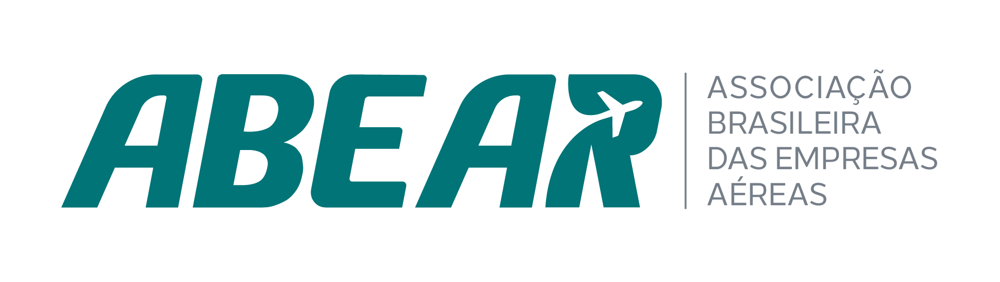 ABEAR
ASSOCIAÇÃO
BRASILEIRA
DAS EMPRESAS
AÉREAS